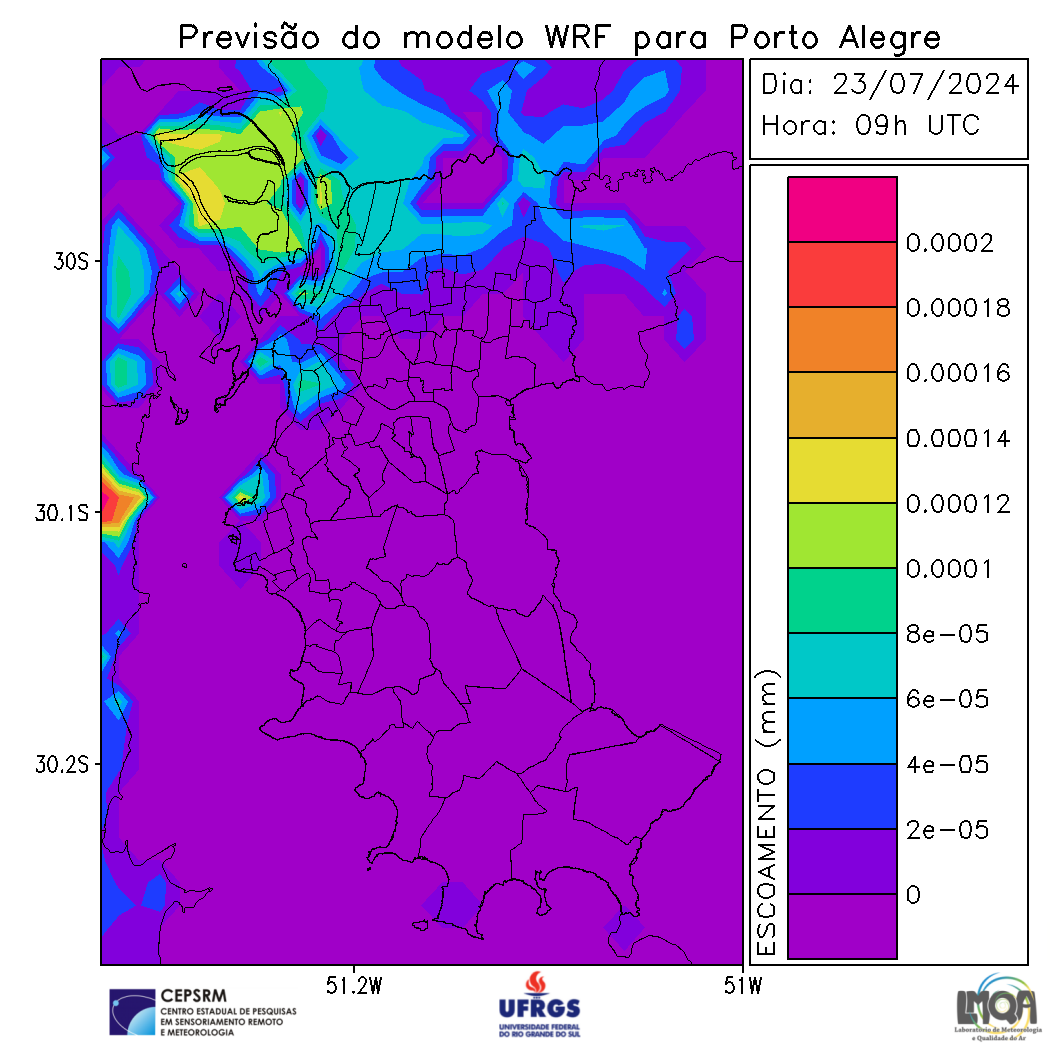 Previsão do modelo WRF para Porto Alegre
Dia: 23/07/2024
Hora: 09h UTC
30S
30.1S
30.2S
51.2W
51W
0.0002
0.00018
0.00016
0.00014
0.00012
0.0001
8e-05
6e-05
4e-05
2e-05
0
ESCOAMENTO (mm)
CEPSRM
CENTRO ESTADUAL DE PESQUISAS
EM SENSORIAMENTO REMOTO
E METEOROLOGIA
UFRGS
UNIVERSIDADE FEDERAL
DO RIO GRANDE DO SUL
LMQA
Laboratório de Meteorologia
e Qualidade do Ar